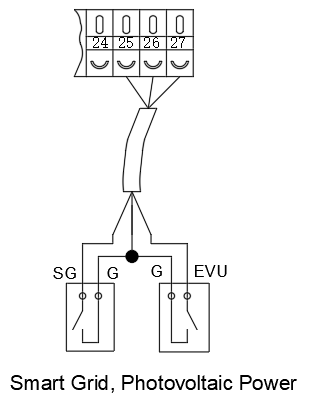 24 25 26 27
SG G G EVU
Smart Grid, Photovoltaic Power